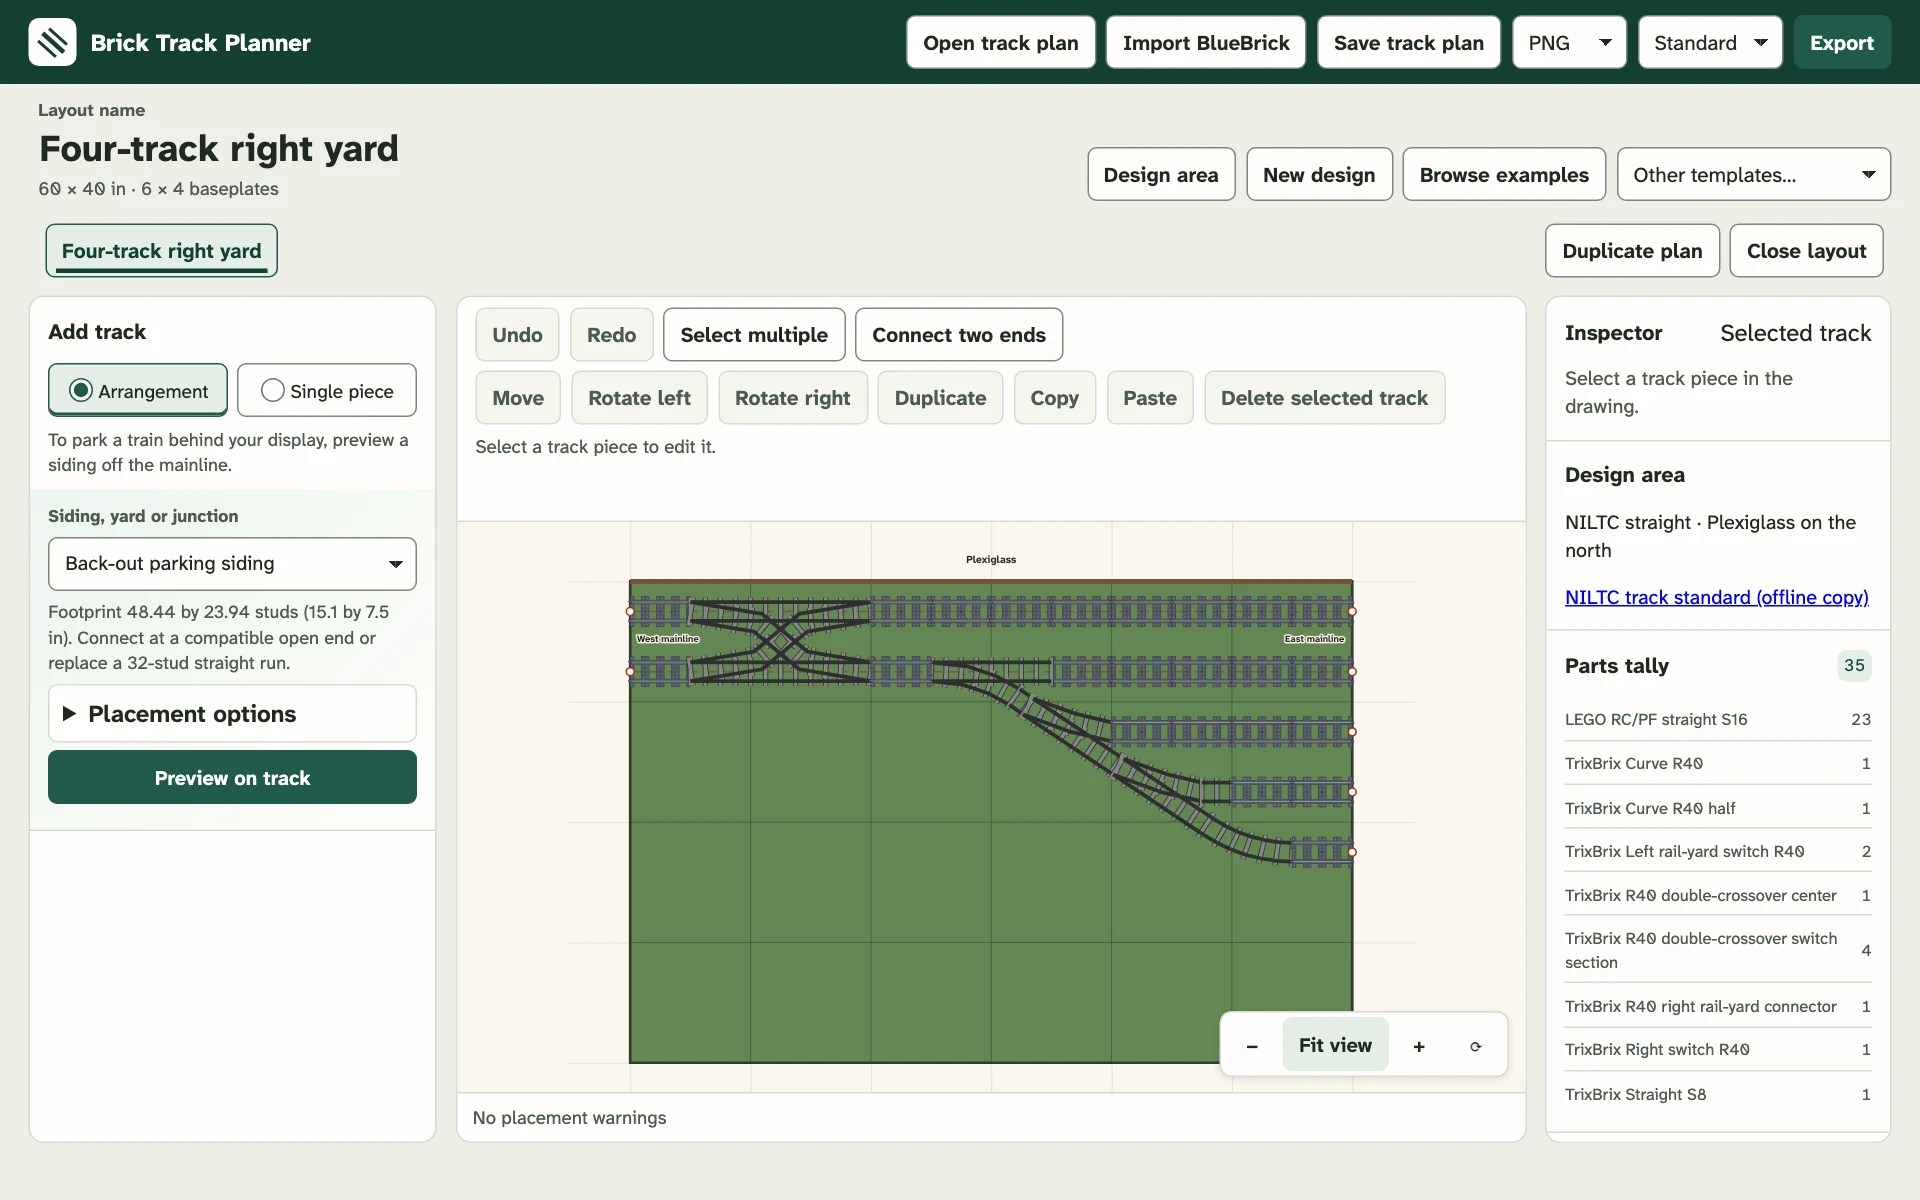 Brick Track Planner
Open track plan
Import BlueBrick
Save track plan
PNG
Standard
Export
Layout name
Four-track right yard
60 × 40 in · 6 × 4 baseplates
Design area
New design
Browse examples
Other templates...
Four-track right yard
Duplicate plan
Close layout
Add track
Arrangement
Single piece
To park a train behind your display, preview a
siding off the mainline.
Siding, yard or junction
Back-out parking siding
Footprint 48.44 by 23.94 studs (15.1 by 7.5
in). Connect at a compatible open end or
replace a 32-stud straight run.
Placement options
Preview on track
Undo
Redo
Select multiple
Connect two ends
Move
Rotate left
Rotate right
Duplicate
Copy
Paste
Delete selected track
Select a track piece to edit it.
Plexiglass
West mainline
East mainline
− Fit view + ⟳
No placement warnings
Inspector
Selected track
Select a track piece in the
drawing.
Design area
NILTC straight · Plexiglass on the
north
NILTC track standard (offline copy)
Parts tally 35
LEGO RC/PF straight S16 23
TrixBrix Curve R40 1
TrixBrix Curve R40 half 1
TrixBrix Left rail-yard switch R40 2
TrixBrix R40 double-crossover center 1
TrixBrix R40 double-crossover switch
section 4
TrixBrix R40 right rail-yard connector 1
TrixBrix Right switch R40 1
TrixBrix Straight S8 1